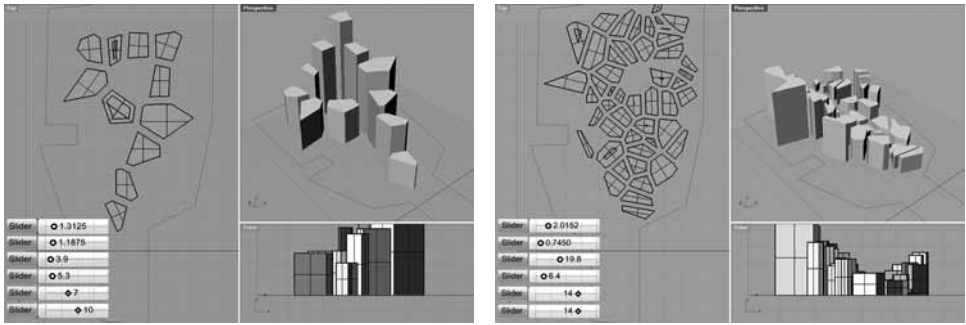 Top
Perspective
Front
Slider 1.3125
Slider 1.1875
Slider 3.9
Slider 5.3
Slider 7
Slider 10
Top
Perspective
Front
Slider 2.0152
Slider 0.7450
Slider 19.8
Slider 6.4
Slider 14
Slider 14